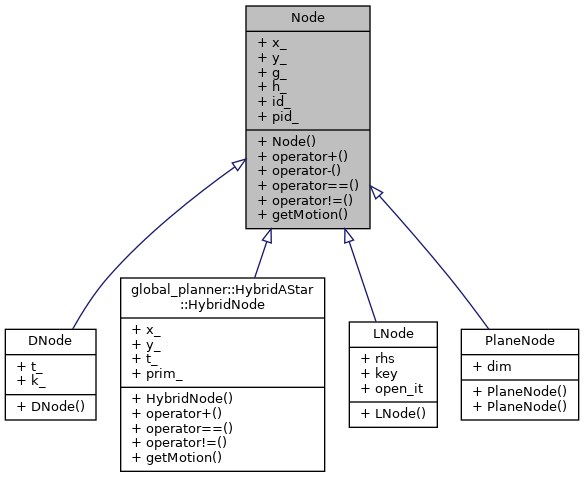 Node
+ x_
+ y_
+ g_
+ h_
+ id_
+ pid_
+ Node()
+ operator+()
+ operator-()
+ operator==()
+ operator!=()
+ getMotion()
DNode
+ t_
+ k_
+ DNode()
global_planner::HybridAStar
::HybridNode
+ x_
+ y_
+ t_
+ prim_
+ HybridNode()
+ operator+()
+ operator==()
+ operator!=()
+ getMotion()
LNode
+ rhs
+ key
+ open_it
+ LNode()
PlaneNode
+ dim
+ PlaneNode()
+ PlaneNode()